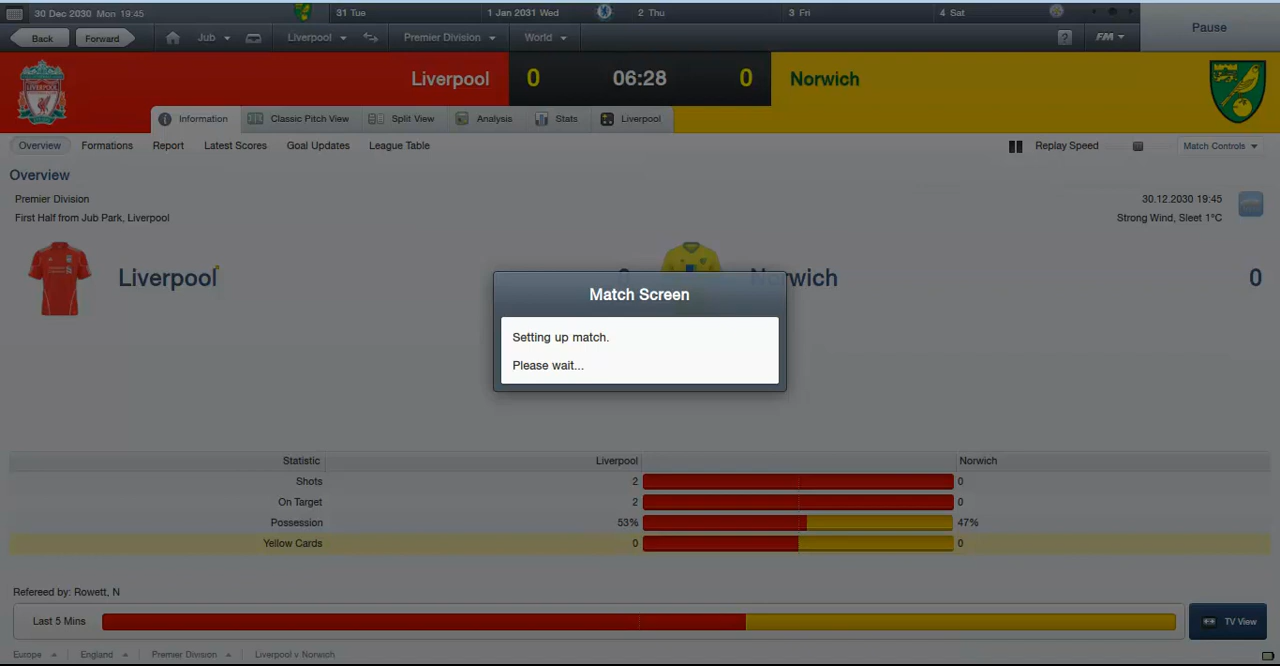 30 Dec 2030 Mon 19:45
31 Tue
1 Jan 2031 Wed
2 Thu
3 Fri
4 Sat
Pause
Back
Forward
Jub
Liverpool
Premier Division
World
?
FM
Liverpool 0 06:28 0 Norwich
Information
Classic Pitch View
Split View
Analysis
Stats
Liverpool
Overview
Formations
Report
Latest Scores
Goal Updates
League Table
Replay Speed
Match Controls
Overview
Premier Division
30.12.2030 19:45
First Half from Jub Park, Liverpool
Strong Wind, Sleet 1°C
Liverpool 0
Norwich 0
Match Screen
Setting up match.
Please wait...
Statistic Liverpool Norwich
Shots 2 0
On Target 2 0
Possession 53% 47%
Yellow Cards 0 0
Refereed by: Rowett, N
Last 5 Mins
TV View
Europe
England
Premier Division
Liverpool v Norwich